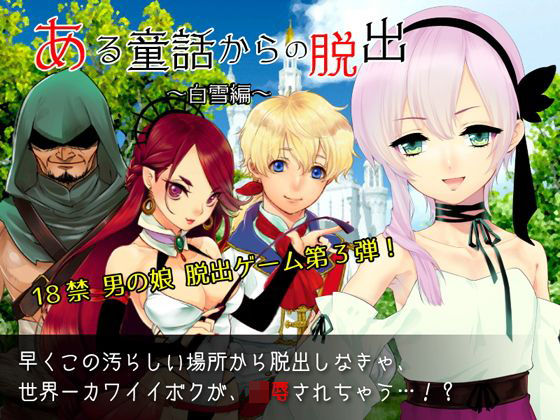 ある童話からの脱出
～白雪編～
18禁 男の娘 脱出ゲーム第3弾！
早くこの汚らしい場所から脱出しなきゃ、
世界一カワイイボクが、辱されちゃう…！？